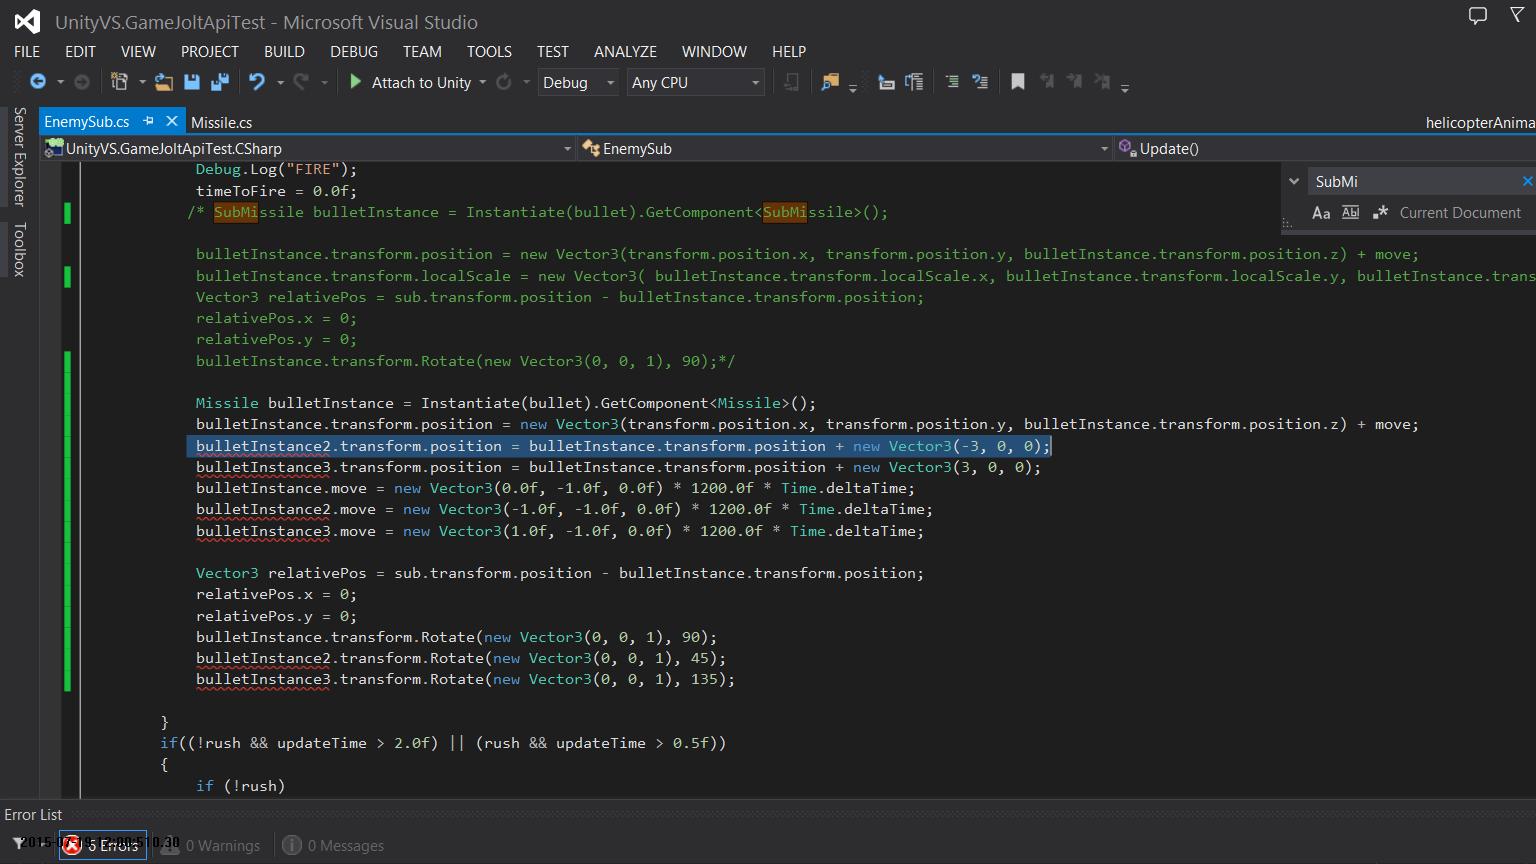 UnityVS.GameJoltApiTest - Microsoft Visual Studio
FILE EDIT VIEW PROJECT BUILD DEBUG TEAM TOOLS TEST ANALYZE WINDOW HELP
Attach to Unity Debug Any CPU
Server Explorer
Toolbox
EnemySub.cs Missile.cs helicopterAnima
UnityVS.GameJoltApiTest.CSharp EnemySub Update()
SubMi
Aa Abl .* Current Document
Debug.Log("FIRE");
timeToFire = 0.0f;
/* SubMissile bulletInstance = Instantiate(bullet).GetComponent<SubMissile>();
bulletInstance.transform.position = new Vector3(transform.position.x, transform.position.y, bulletInstance.transform.position.z) + move;
bulletInstance.transform.localScale = new Vector3( bulletInstance.transform.localScale.x, bulletInstance.transform.localScale.y, bulletInstance.trans
Vector3 relativePos = sub.transform.position - bulletInstance.transform.position;
relativePos.x = 0;
relativePos.y = 0;
bulletInstance.transform.Rotate(new Vector3(0, 0, 1), 90);*/
Missile bulletInstance = Instantiate(bullet).GetComponent<Missile>();
bulletInstance.transform.position = new Vector3(transform.position.x, transform.position.y, bulletInstance.transform.position.z) + move;
bulletInstance2.transform.position = bulletInstance.transform.position + new Vector3(-3, 0, 0);
bulletInstance3.transform.position = bulletInstance.transform.position + new Vector3(3, 0, 0);
bulletInstance.move = new Vector3(0.0f, -1.0f, 0.0f) * 1200.0f * Time.deltaTime;
bulletInstance2.move = new Vector3(-1.0f, -1.0f, 0.0f) * 1200.0f * Time.deltaTime;
bulletInstance3.move = new Vector3(1.0f, -1.0f, 0.0f) * 1200.0f * Time.deltaTime;
Vector3 relativePos = sub.transform.position - bulletInstance.transform.position;
relativePos.x = 0;
relativePos.y = 0;
bulletInstance.transform.Rotate(new Vector3(0, 0, 1), 90);
bulletInstance2.transform.Rotate(new Vector3(0, 0, 1), 45);
bulletInstance3.transform.Rotate(new Vector3(0, 0, 1), 135);
}
if((!rush && updateTime > 2.0f) || (rush && updateTime > 0.5f))
{
if (!rush)
Error List
6 Errors 0 Warnings 0 Messages